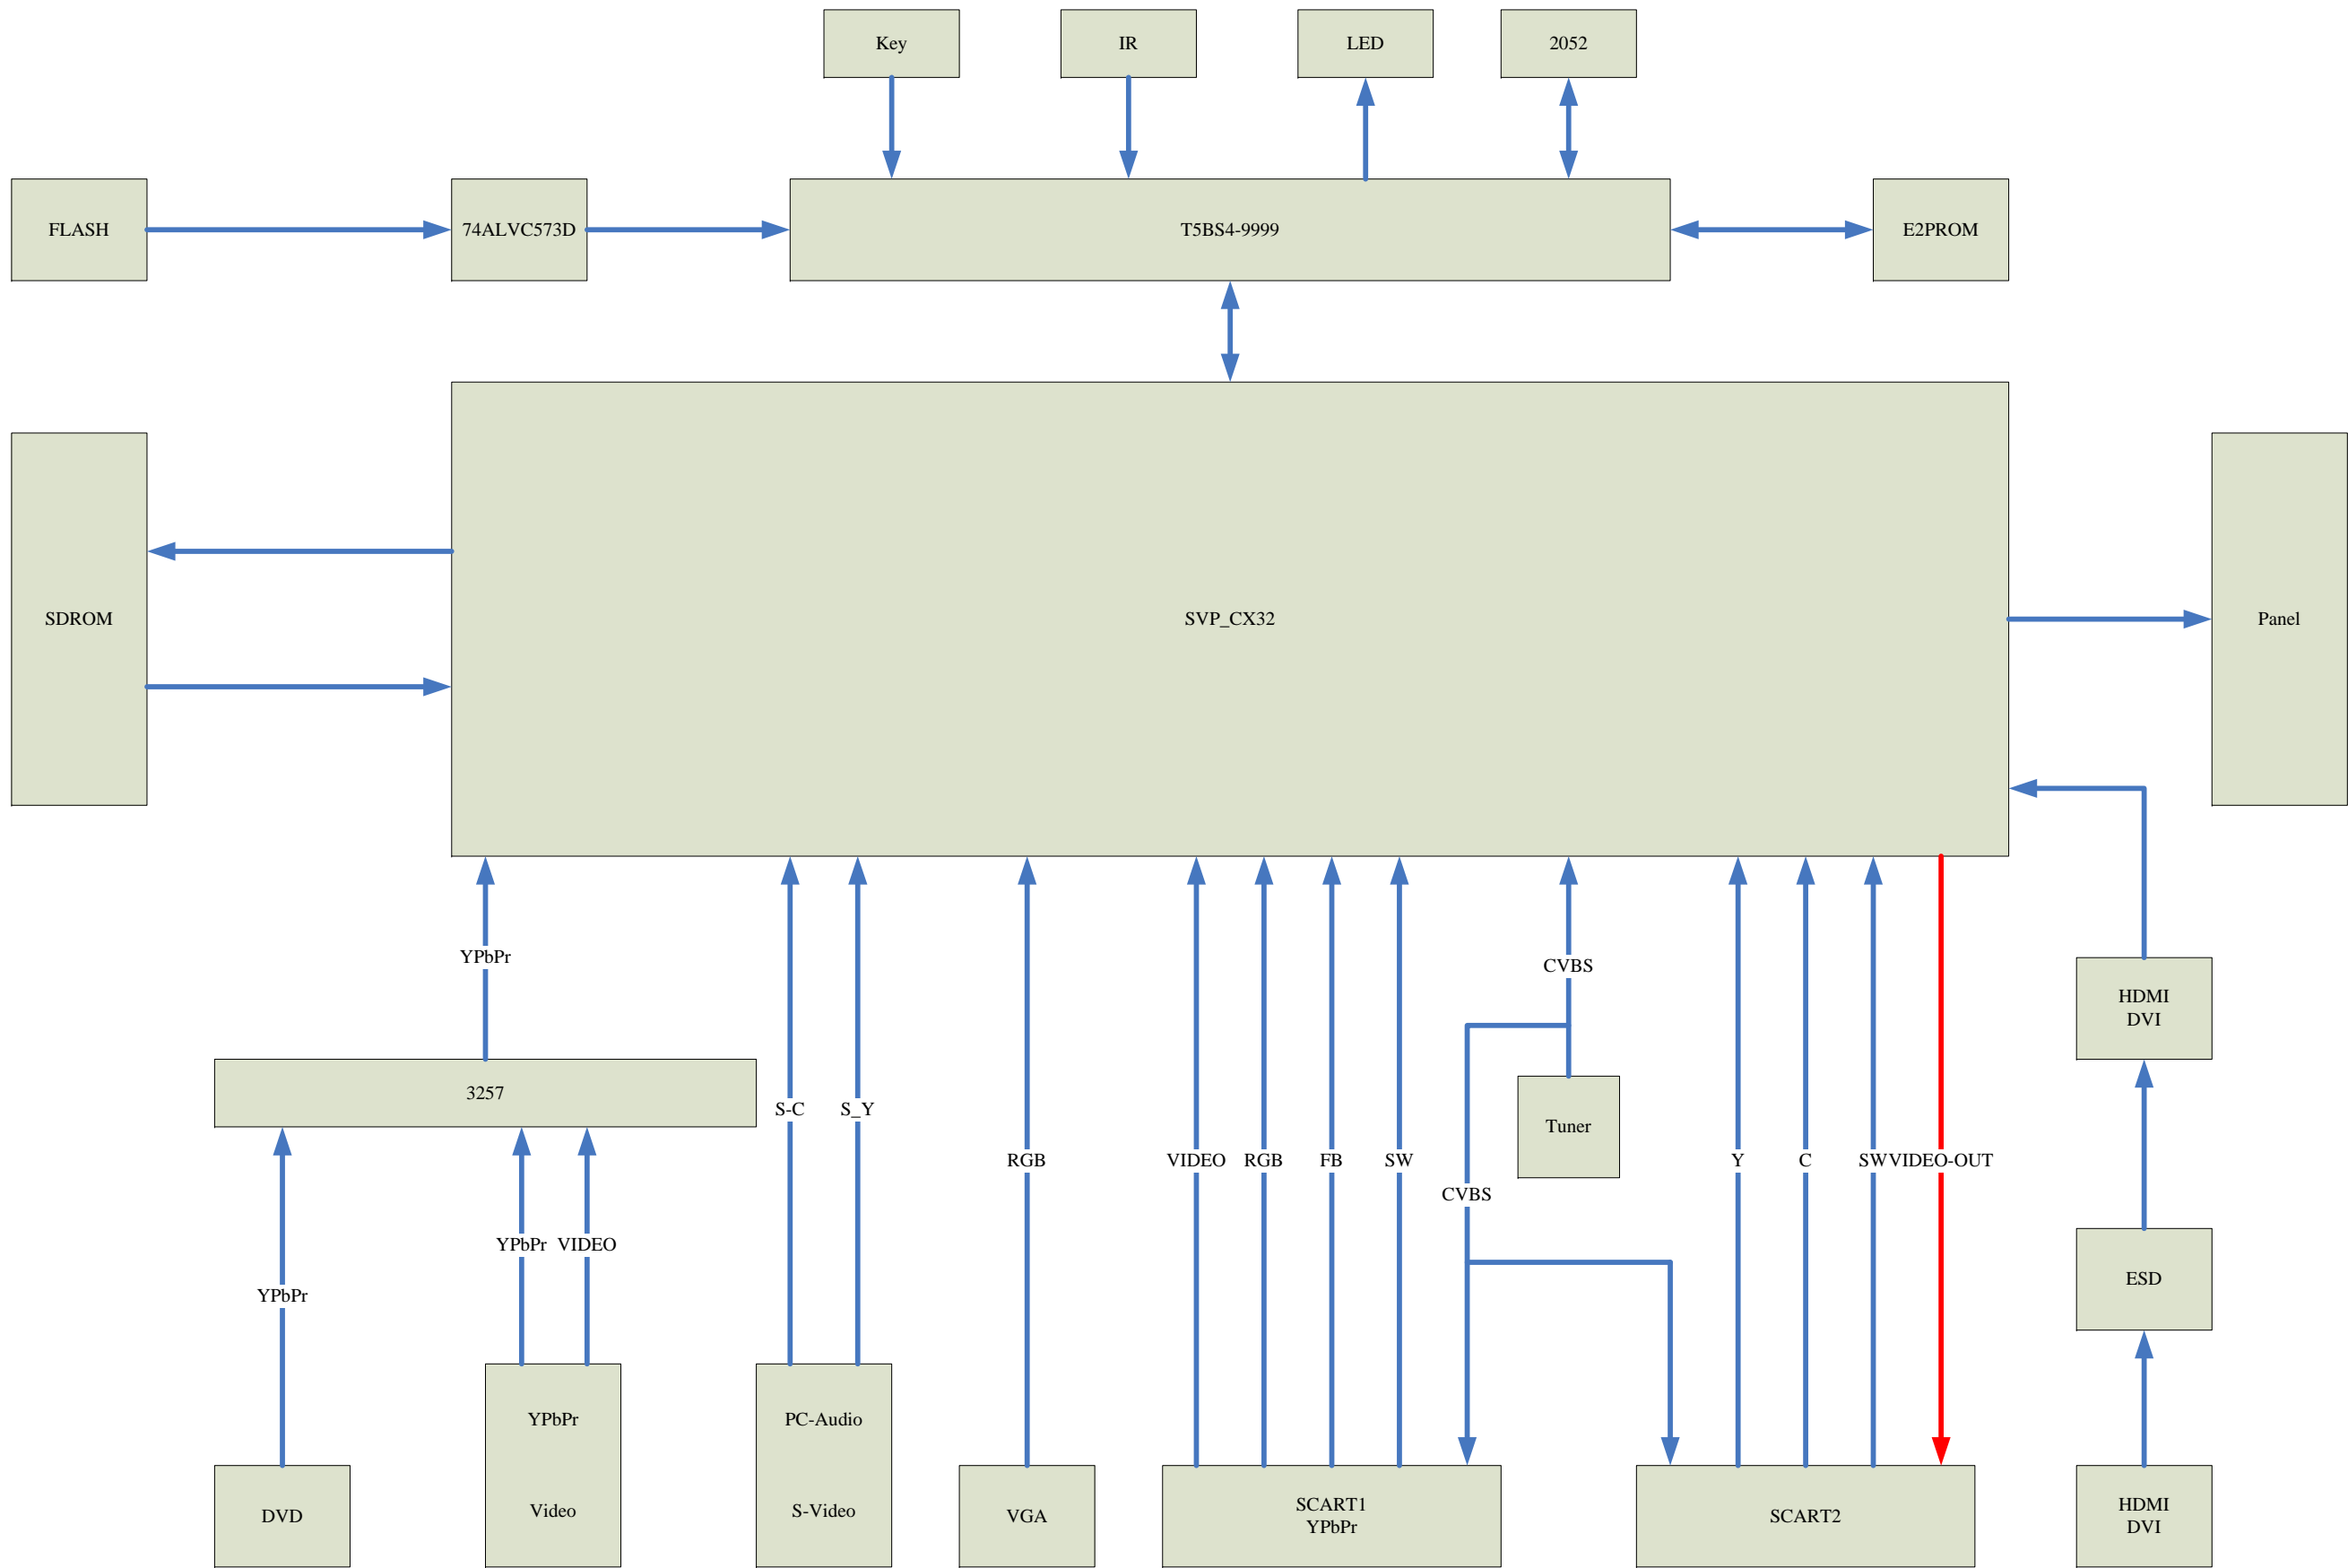 Key
IR
LED
2052
FLASH
74ALVC573D
T5BS4-9999
E2PROM
SDROM
SVP_CX32
Panel
YPbPr
CVBS
HDMI
DVI
3257
S-C
S_Y
Tuner
RGB
VIDEO
RGB
FB
SW
Y
C
SW
VIDEO-OUT
CVBS
YPbPr
VIDEO
YPbPr
ESD
YPbPr
Video
PC-Audio
S-Video
DVD
VGA
SCART1
YPbPr
SCART2
HDMI
DVI